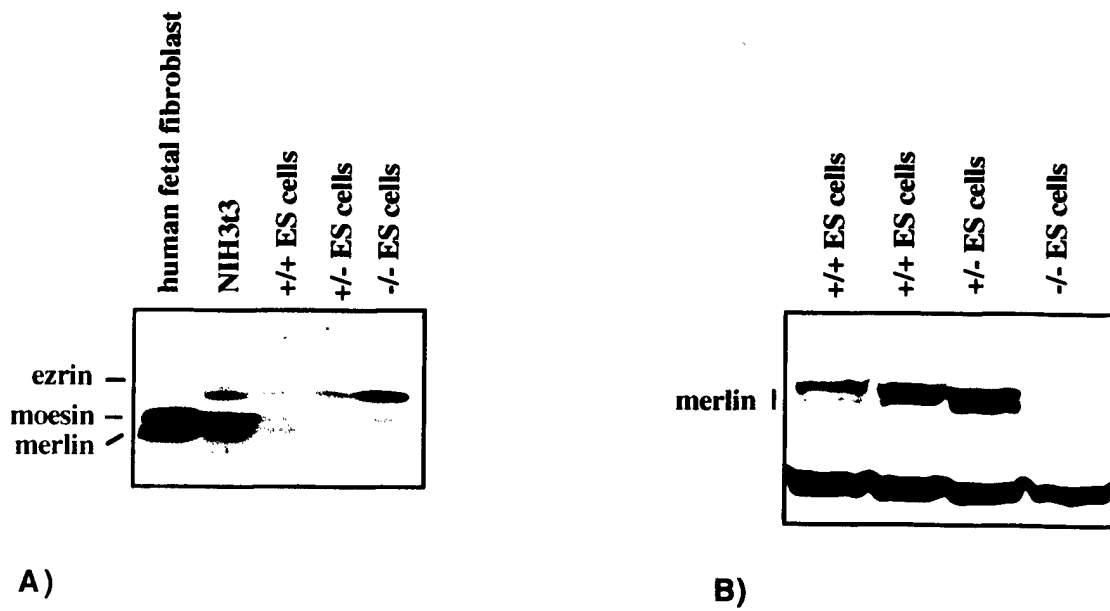 human fetal fibroblast
NIH3t3
+/+ ES cells
+/- ES cells
-/- ES cells
ezrin
moesin
merlin
A)
+/+ ES cells
+/+ ES cells
+/- ES cells
-/- ES cells
merlin
B)